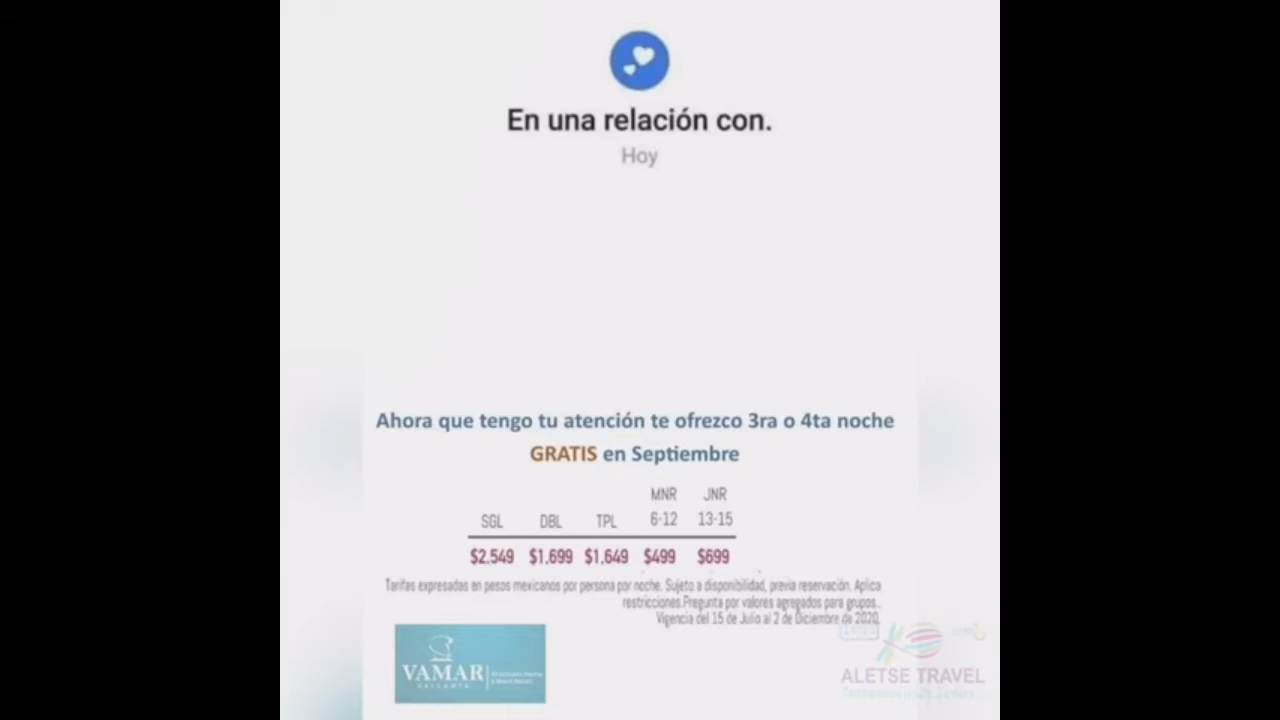 En una relación con.
Hoy
Ahora que tengo tu atención te ofrezco 3ra o 4ta noche
GRATIS en Septiembre
MNR JNR
SGL DBL TPL 6-12 13-15
$2,549 $1,699 $1,649 $499 $699
Tarifas expresadas en pesos mexicanos por persona por noche. Sujeto a disponibilidad, previa reservación. Aplica
restricciones.Pregunta por valores agregados para grupos..
Vigencia del 15 de Julio al 2 de Diciembre de 2020.
VAMAR
VALLARTA
ALETSE TRAVEL